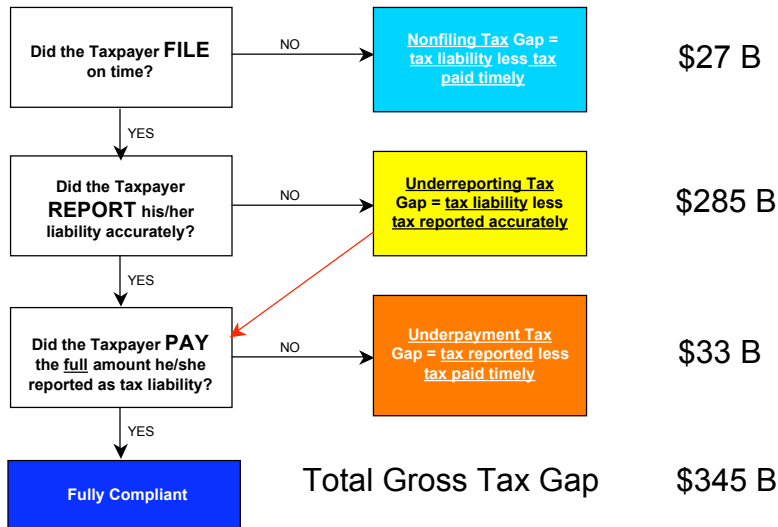 Did the Taxpayer FILE
on time?
NO
Nonfiling Tax Gap =
tax liability less tax
paid timely
$27 B
YES
Did the Taxpayer
REPORT his/her
liability accurately?
NO
Underreporting Tax
Gap = tax liability less
tax reported accurately
$285 B
YES
Did the Taxpayer PAY
the full amount he/she
reported as tax liability?
NO
Underpayment Tax
Gap = tax reported less
tax paid timely
$33 B
YES
Fully Compliant
Total Gross Tax Gap
$345 B